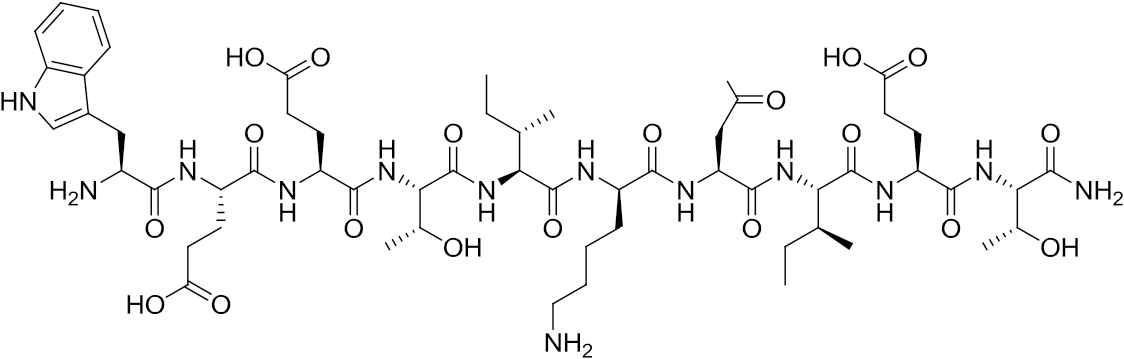 HO O HO O
HN
O O O O O
H N H N H N H N H N
H₂N N H N H N H N H NH₂
O O O O O
OH OH
HO O
NH₂